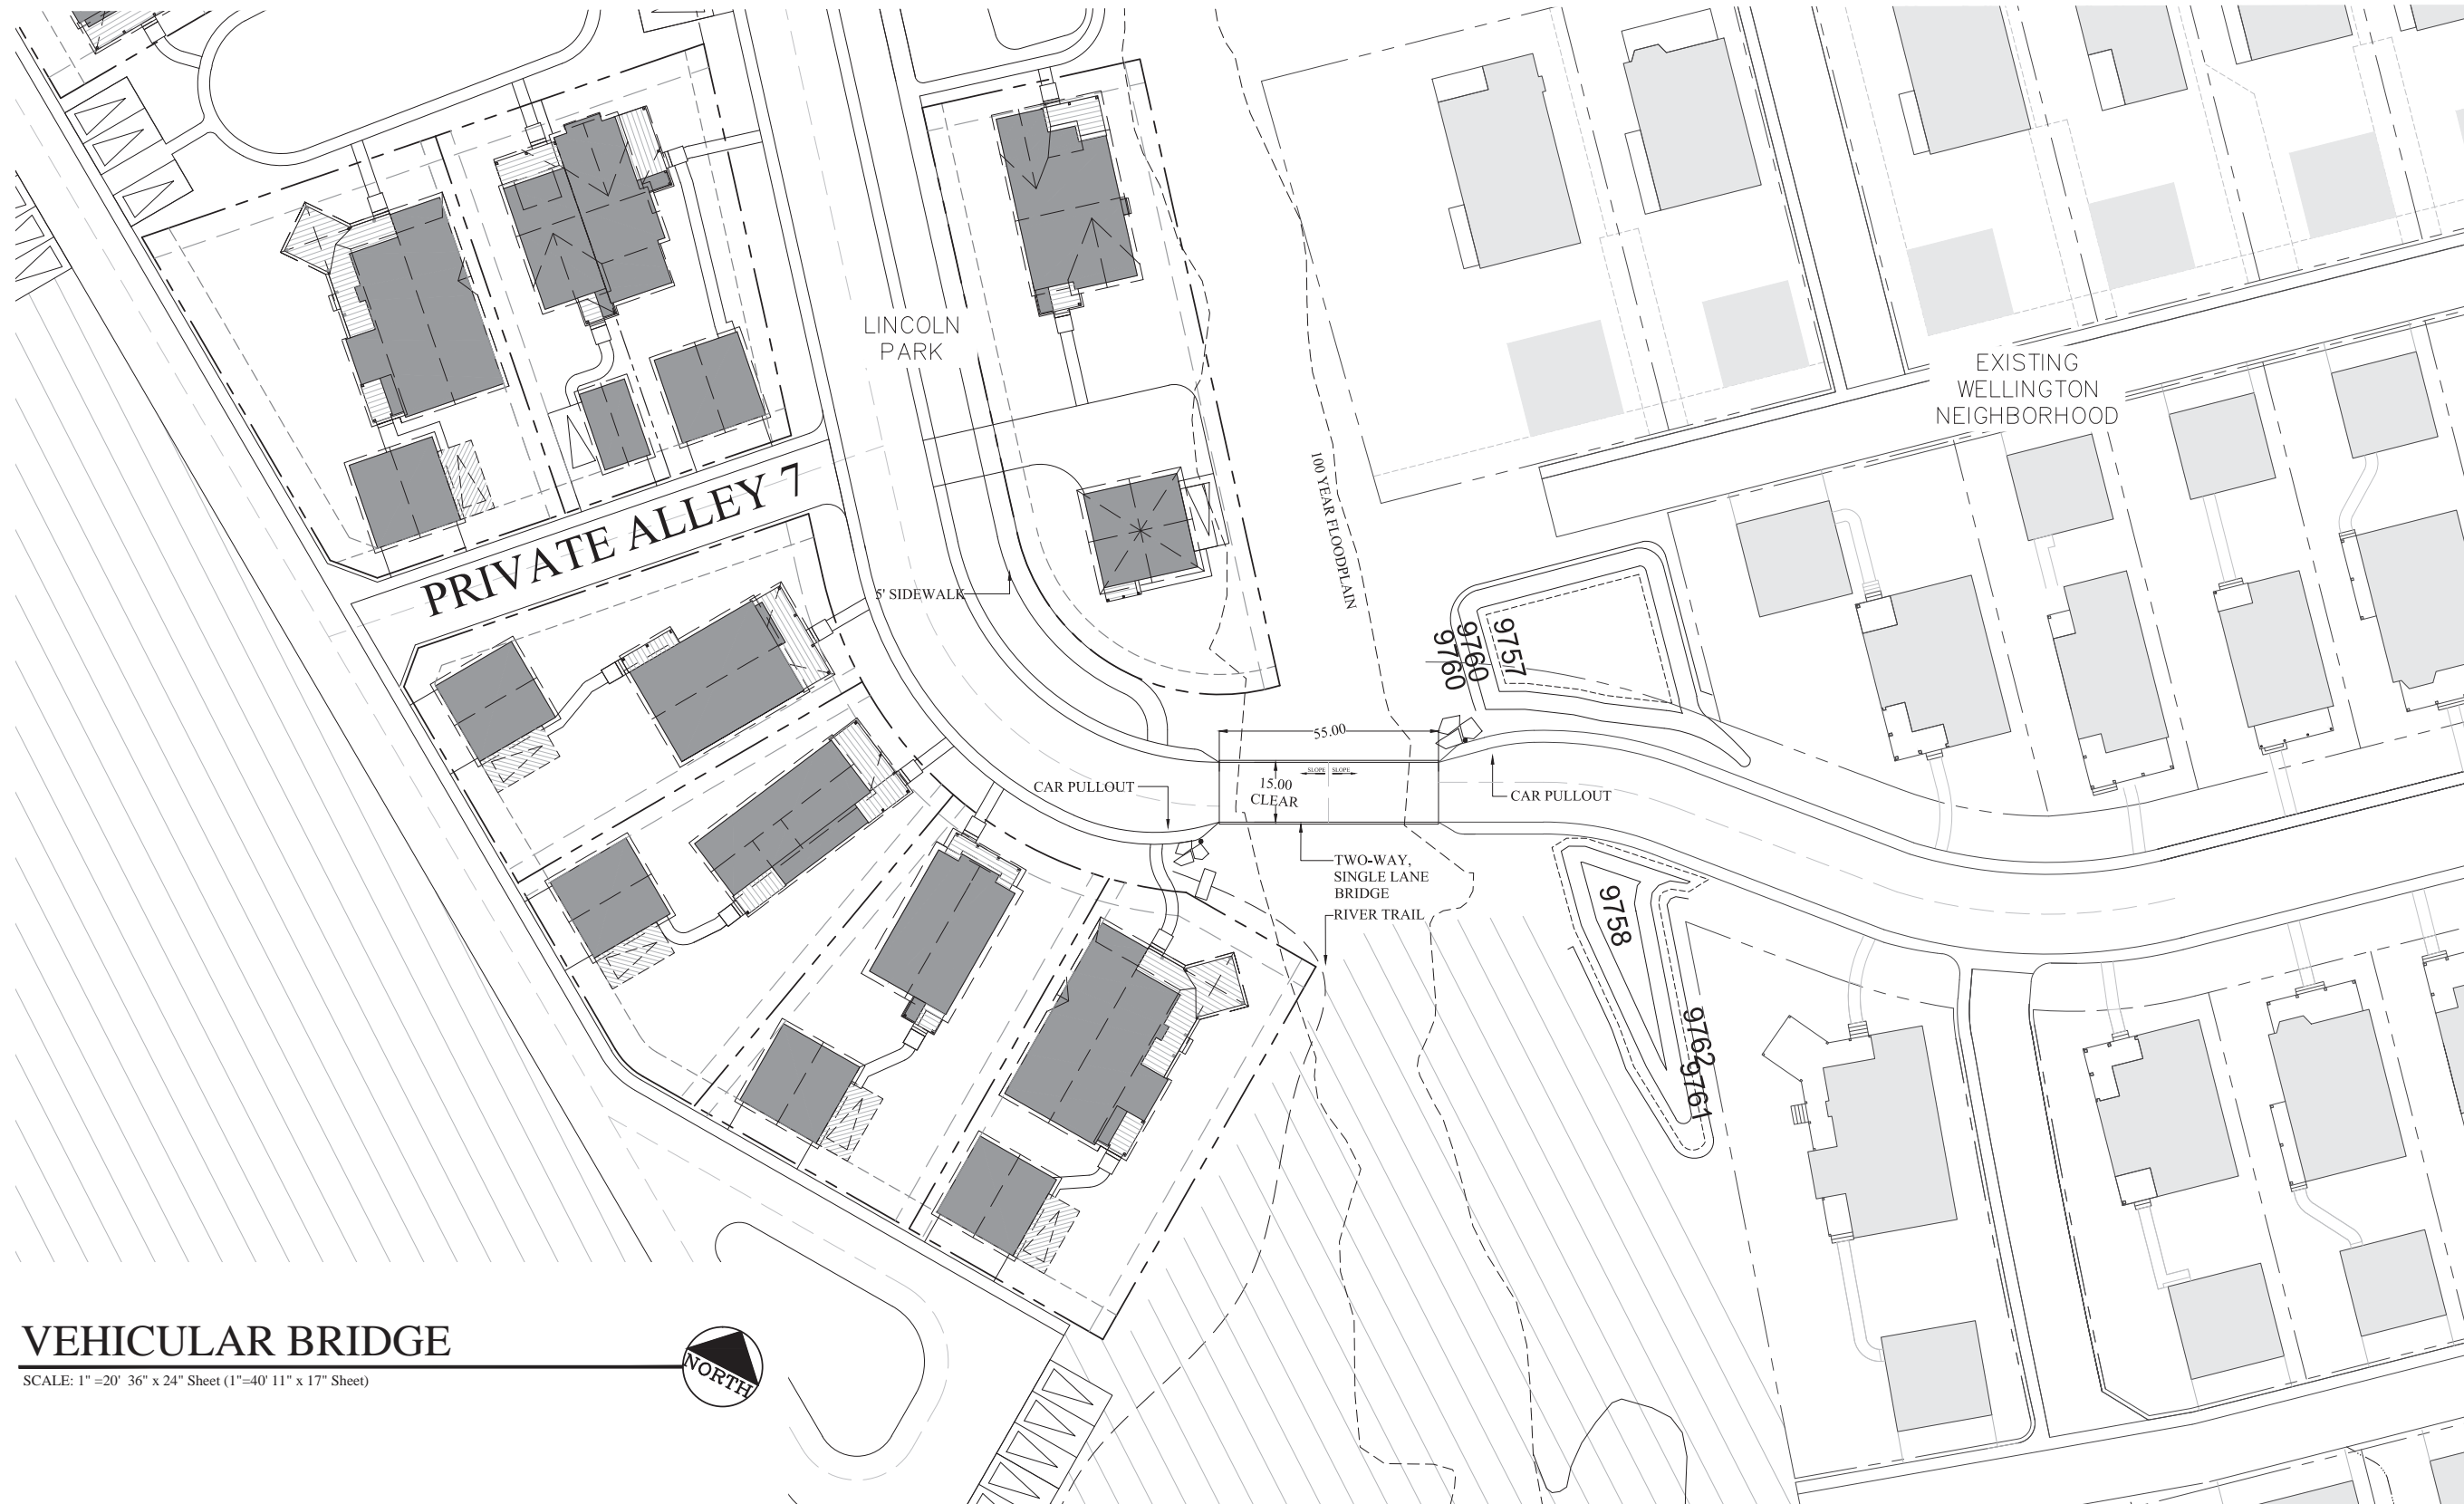 LINCOLN
PARK
EXISTING
WELLINGTON
NEIGHBORHOOD
PRIVATE ALLEY 7
100 YEAR FLOODPLAIN
5' SIDEWALK
9760
9760
9757
55.00
SLOPE
SLOPE
15.00
CLEAR
CAR PULLOUT
CAR PULLOUT
TWO-WAY,
SINGLE LANE
BRIDGE
RIVER TRAIL
9758
9762
9761
VEHICULAR BRIDGE
SCALE: 1" =20' 36" x 24" Sheet (1"=40' 11" x 17" Sheet)
NORTH